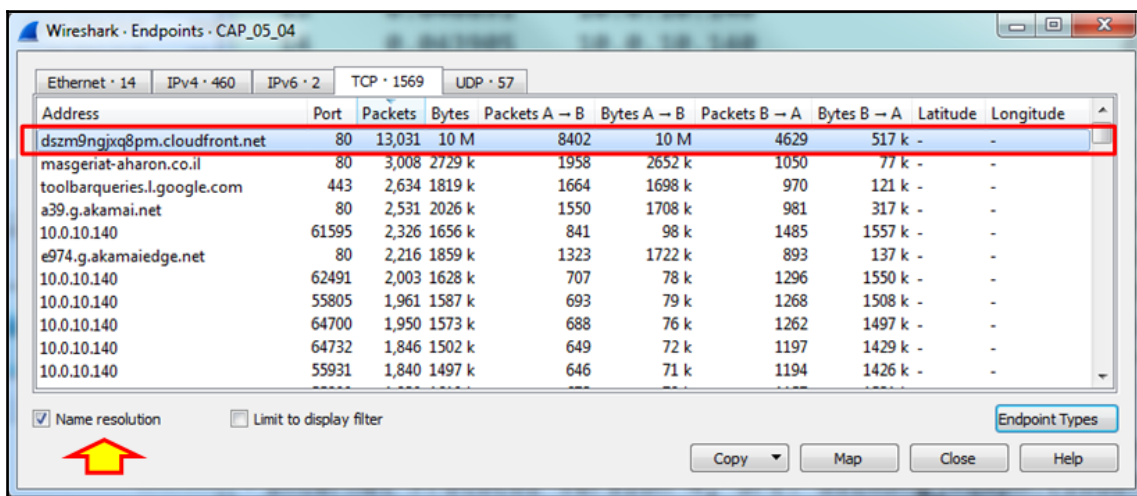 Wireshark · Endpoints · CAP_05_04
Ethernet · 14 IPv4 · 460 IPv6 · 2 TCP · 1569 UDP · 57
Address Port Packets Bytes Packets A → B Bytes A → B Packets B → A Bytes B → A Latitude Longitude
dszm9ngjxq8pm.cloudfront.net 80 13,031 10 M 8402 10 M 4629 517 k - -
masgeriat-aharon.co.il 80 3,008 2729 k 1958 2652 k 1050 77 k - -
toolbarqueries.l.google.com 443 2,634 1819 k 1664 1698 k 970 121 k - -
a39.g.akamai.net 80 2,531 2026 k 1550 1708 k 981 317 k - -
10.0.10.140 61595 2,326 1656 k 841 98 k 1485 1557 k - -
e974.g.akamaiedge.net 80 2,216 1859 k 1323 1722 k 893 137 k - -
10.0.10.140 62491 2,003 1628 k 707 78 k 1296 1550 k - -
10.0.10.140 55805 1,961 1587 k 693 79 k 1268 1508 k - -
10.0.10.140 64700 1,950 1573 k 688 76 k 1262 1497 k - -
10.0.10.140 64732 1,846 1502 k 649 72 k 1197 1429 k - -
10.0.10.140 55931 1,840 1497 k 646 71 k 1194 1426 k - -
Name resolution Limit to display filter Endpoint Types
Copy Map Close Help